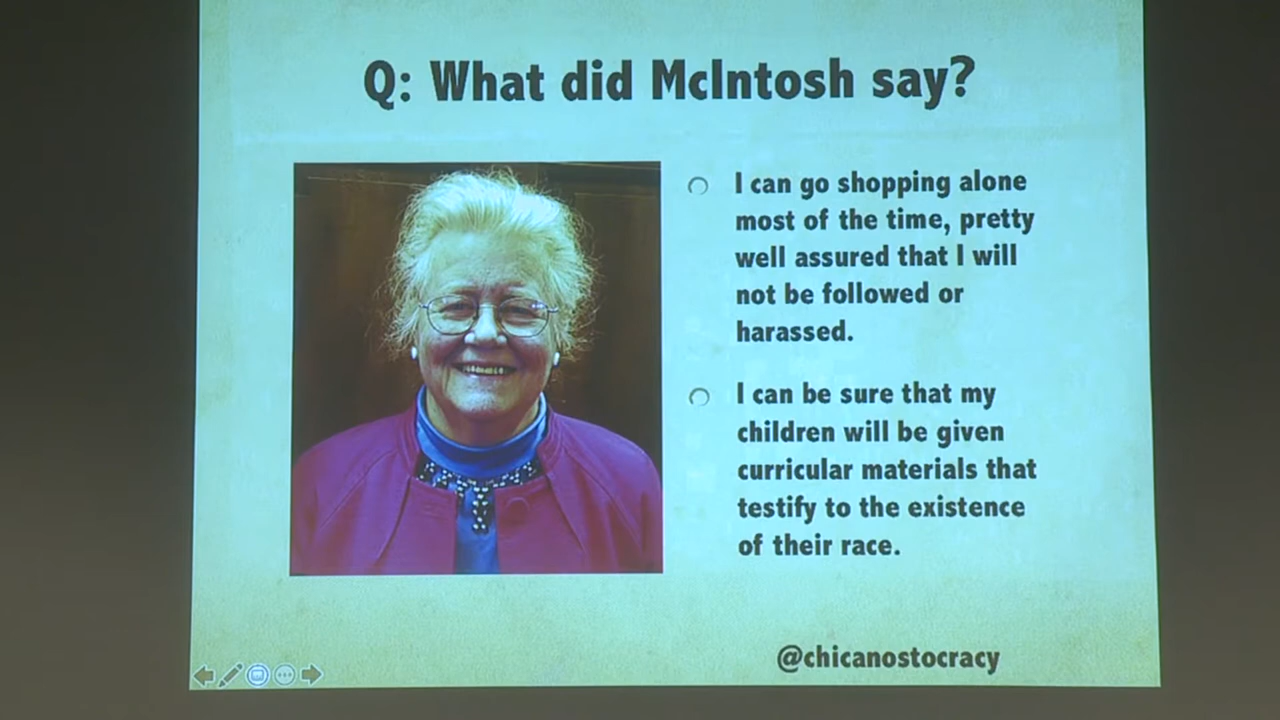 Q: What did McIntosh say?
I can go shopping alone
most of the time, pretty
well assured that I will
not be followed or
harassed.
I can be sure that my
children will be given
curricular materials that
testify to the existence
of their race.
@chicanostocracy